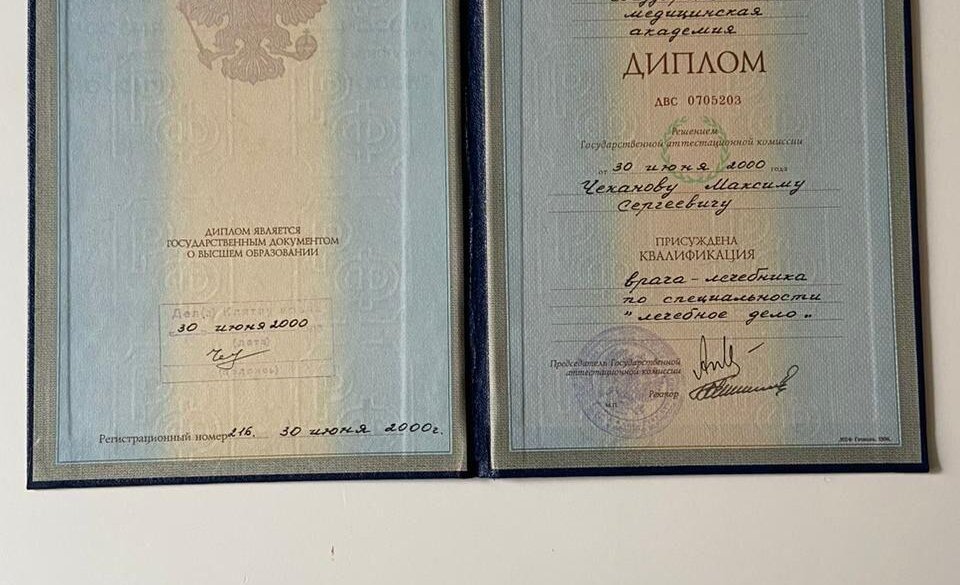 ДИПЛОМ ЯВЛЯЕТСЯ
ГОСУДАРСТВЕННЫМ ДОКУМЕНТОМ
О ВЫСШЕМ ОБРАЗОВАНИИ
30 июня 2000
(дата)
(подпись)
Регистрационный номер 216. 30 июня 2000г.
медицинская
академия
ДИПЛОМ
ДВС 0705203
Решением
Государственной аттестационной комиссии
от 30 июня 2000 года
Чеканову Максиму
Сергеевичу
ПРИСУЖДЕНА
КВАЛИФИКАЦИЯ
врача-лечебника
по специальности
"лечебное дело"
Председатель Государственной
аттестационной комиссии
Ректор
М.П.